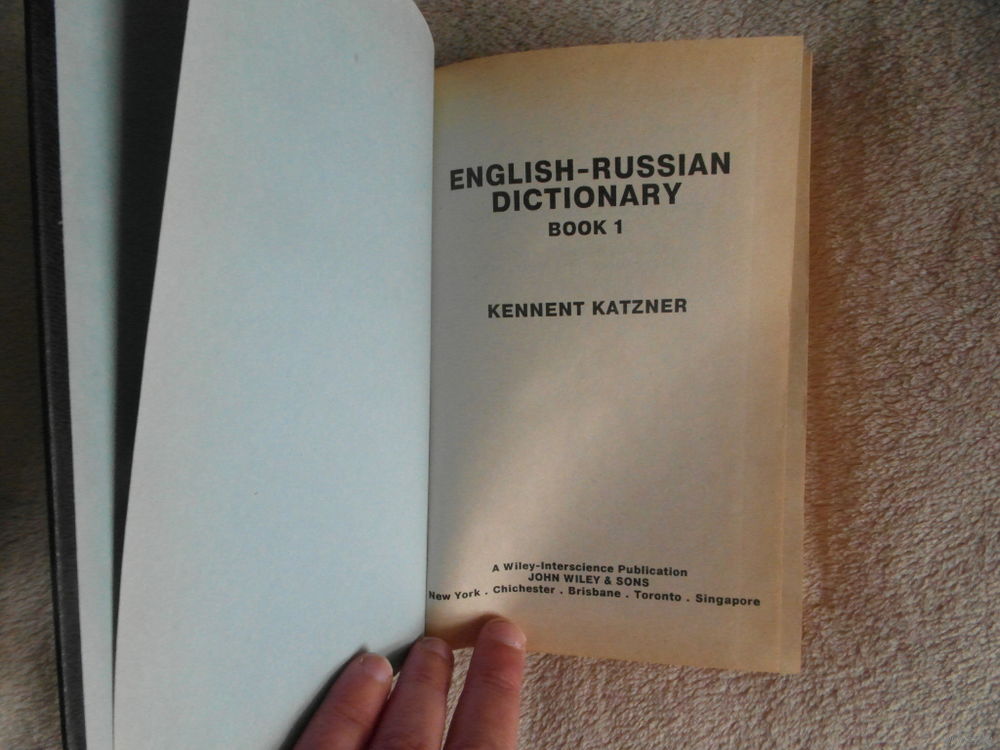 ENGLISH-RUSSIAN
DICTIONARY
BOOK 1
KENNENT KATZNER
A Wiley-Interscience Publication
JOHN WILEY & SONS
New York . Chichester . Brisbane . Toronto . Singapore